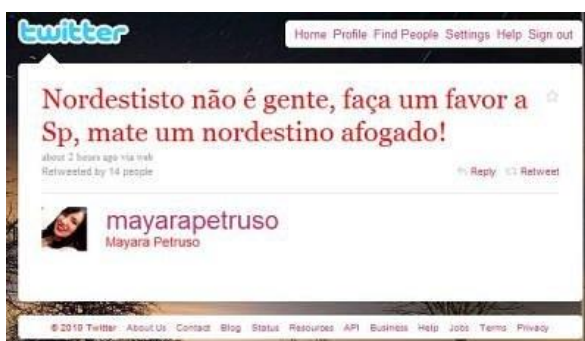 twitter
Home Profile Find People Settings Help Sign out
Nordestisto não é gente, faça um favor a
Sp, mate um nordestino afogado!
about 2 hours ago via web
Retweeted by 14 people
Reply Retweet
mayarapetruso
Mayara Petruso
© 2010 Twitter About Us Contact Blog Status Resources API Business Help Jobs Terms Privacy